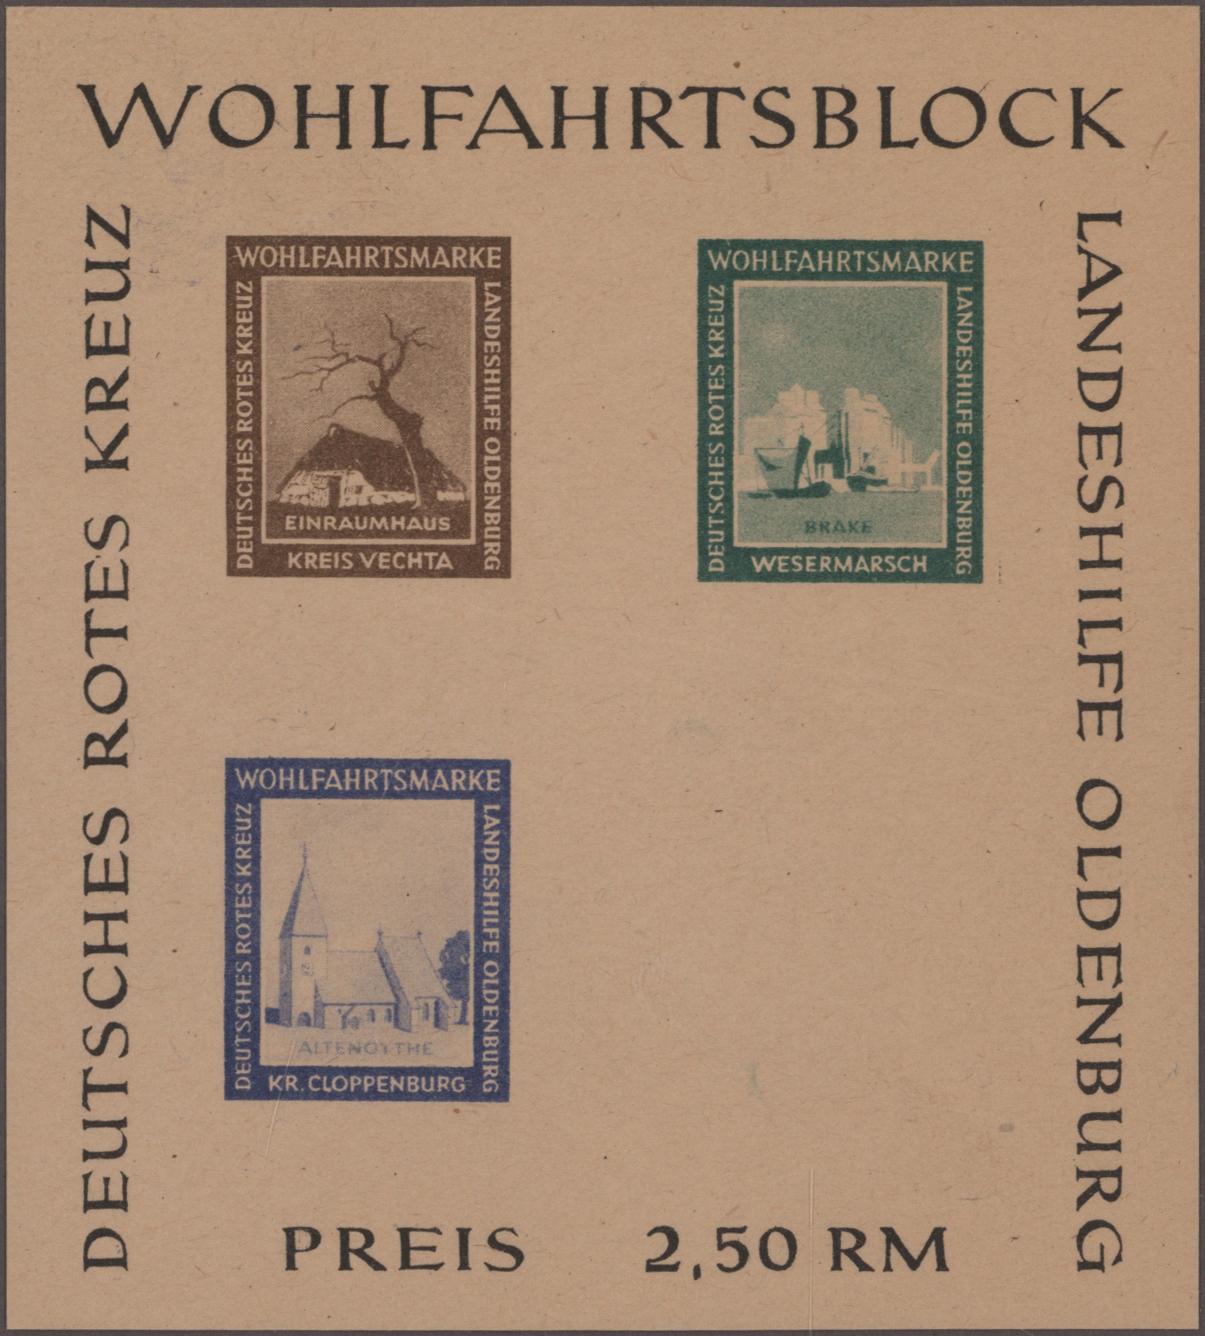 WOHLFAHRTSBLOCK
DEUTSCHES ROTES KREUZ
LANDESHILFE OLDENBURG
WOHLFAHRTSMARKE
DEUTSCHES ROTES KREUZ
LANDESHILFE OLDENBURG
EINRAUMHAUS
KREIS VECHTA
WOHLFAHRTSMARKE
DEUTSCHES ROTES KREUZ
LANDESHILFE OLDENBURG
BRAKE
WESERMARSCH
WOHLFAHRTSMARKE
DEUTSCHES ROTES KREUZ
LANDESHILFE OLDENBURG
ALTENOYTHE
KR. CLOPPENBURG
PREIS 2,50 RM